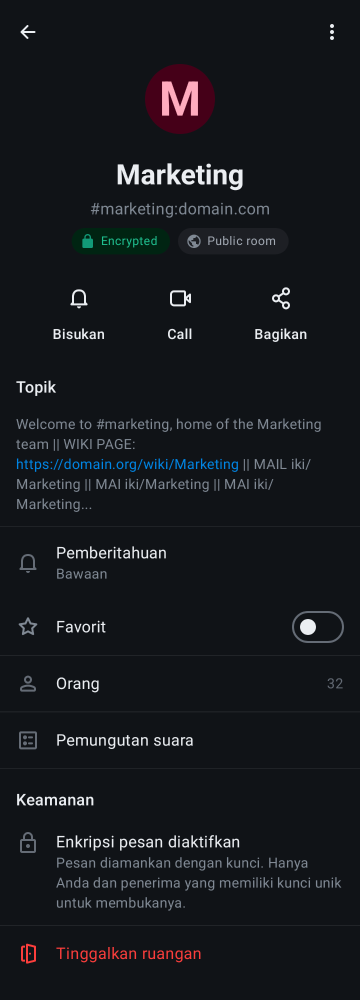 M
Marketing
#marketing:domain.com
Encrypted
Public room
Bisukan
Call
Bagikan
Topik
Welcome to #marketing, home of the Marketing
team || WIKI PAGE:
https://domain.org/wiki/Marketing || MAIL iki/
Marketing || MAI iki/Marketing || MAI iki/
Marketing...
Pemberitahuan
Bawaan
Favorit
Orang 32
Pemungutan suara
Keamanan
Enkripsi pesan diaktifkan
Pesan diamankan dengan kunci. Hanya
Anda dan penerima yang memiliki kunci unik
untuk membukanya.
Tinggalkan ruangan